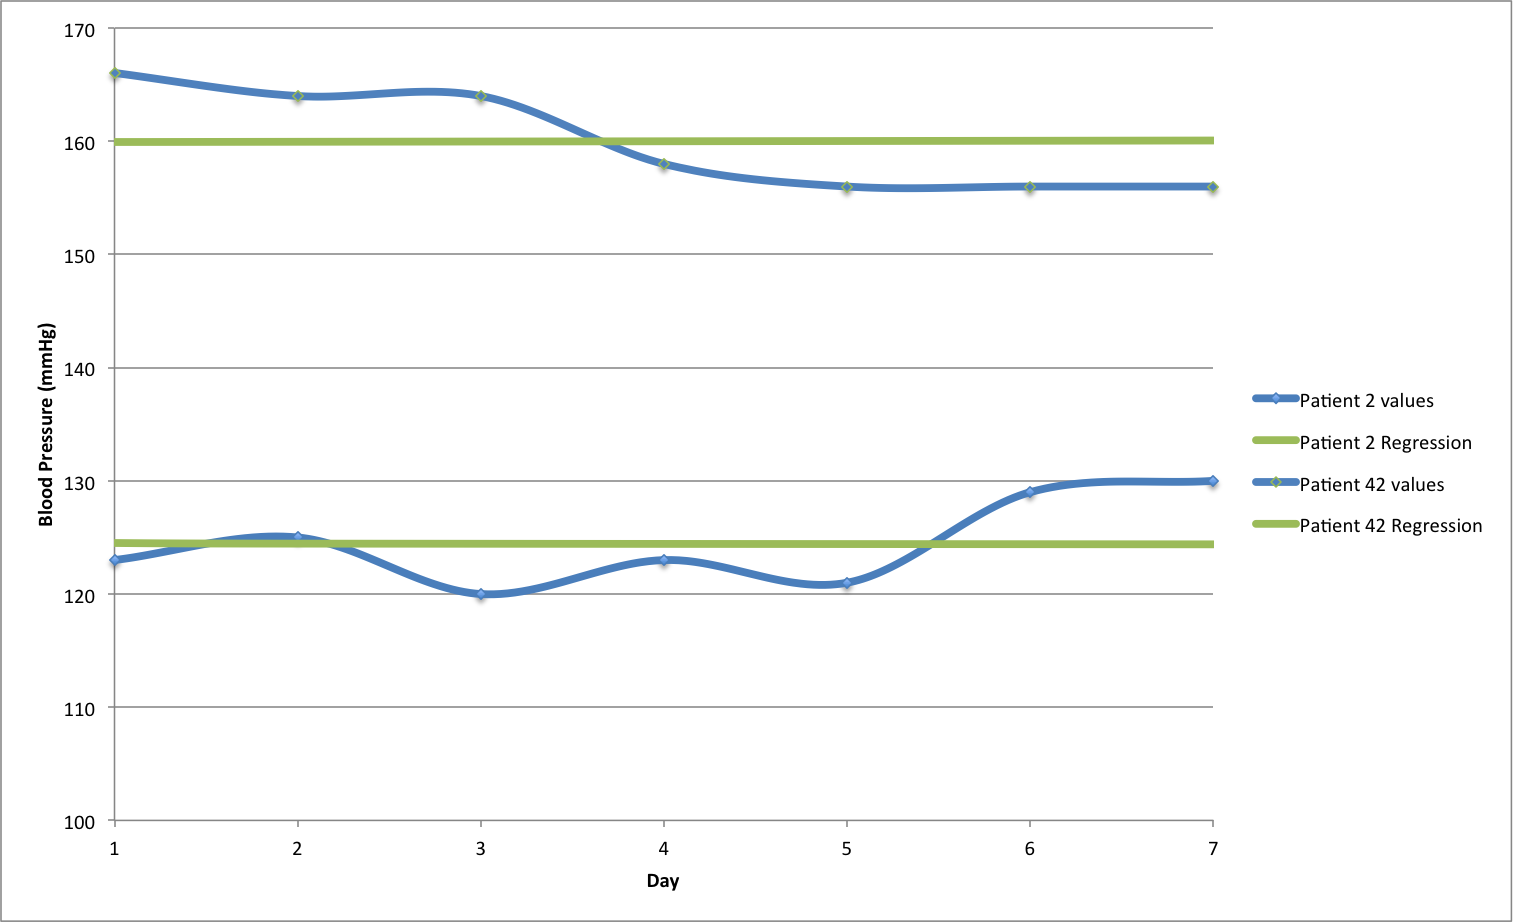 170
160
150
140
130
120
110
100
Blood Pressure (mmHg)
1 2 3 4 5 6 7
Day
Patient 2 values
Patient 2 Regression
Patient 42 values
Patient 42 Regression